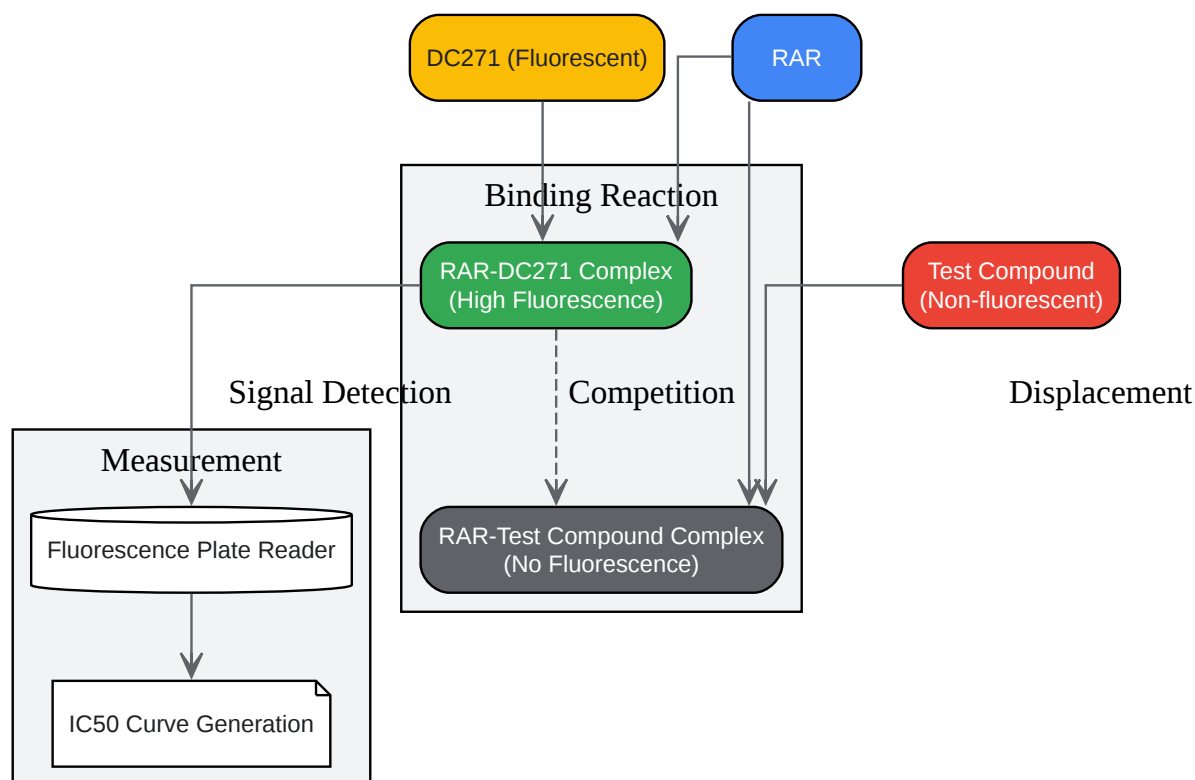 DC271 (Fluorescent)
RAR
Binding Reaction
RAR-DC271 Complex
(High Fluorescence)
Test Compound
(Non-fluorescent)
Signal Detection
Competition
Displacement
Measurement
Fluorescence Plate Reader
RAR-Test Compound Complex
(No Fluorescence)
IC50 Curve Generation